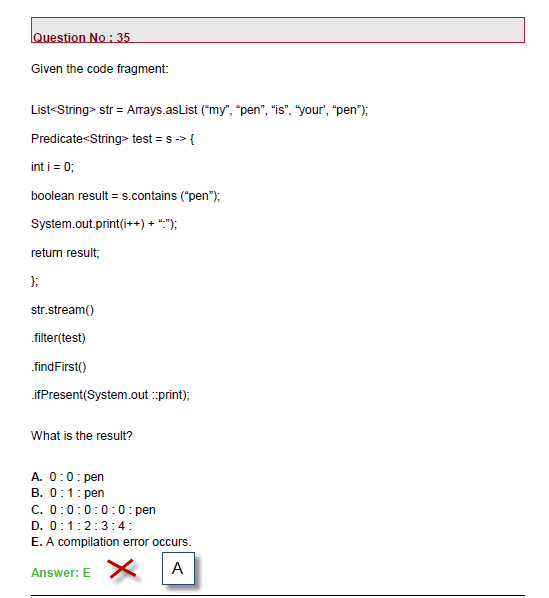 Question No : 35
Given the code fragment:
List<String> str = Arrays.asList (“my”, “pen”, “is”, “your’, “pen”);
Predicate<String> test = s -> {
int i = 0;
boolean result = s.contains (“pen”);
System.out.print(i++) + “:”);
return result;
};
str.stream()
.filter(test)
.findFirst()
.ifPresent(System.out ::print);
What is the result?
A. 0 : 0 : pen
B. 0 : 1 : pen
C. 0 : 0 : 0 : 0 : 0 : pen
D. 0 : 1 : 2 : 3 : 4 :
E. A compilation error occurs.
Answer: E A